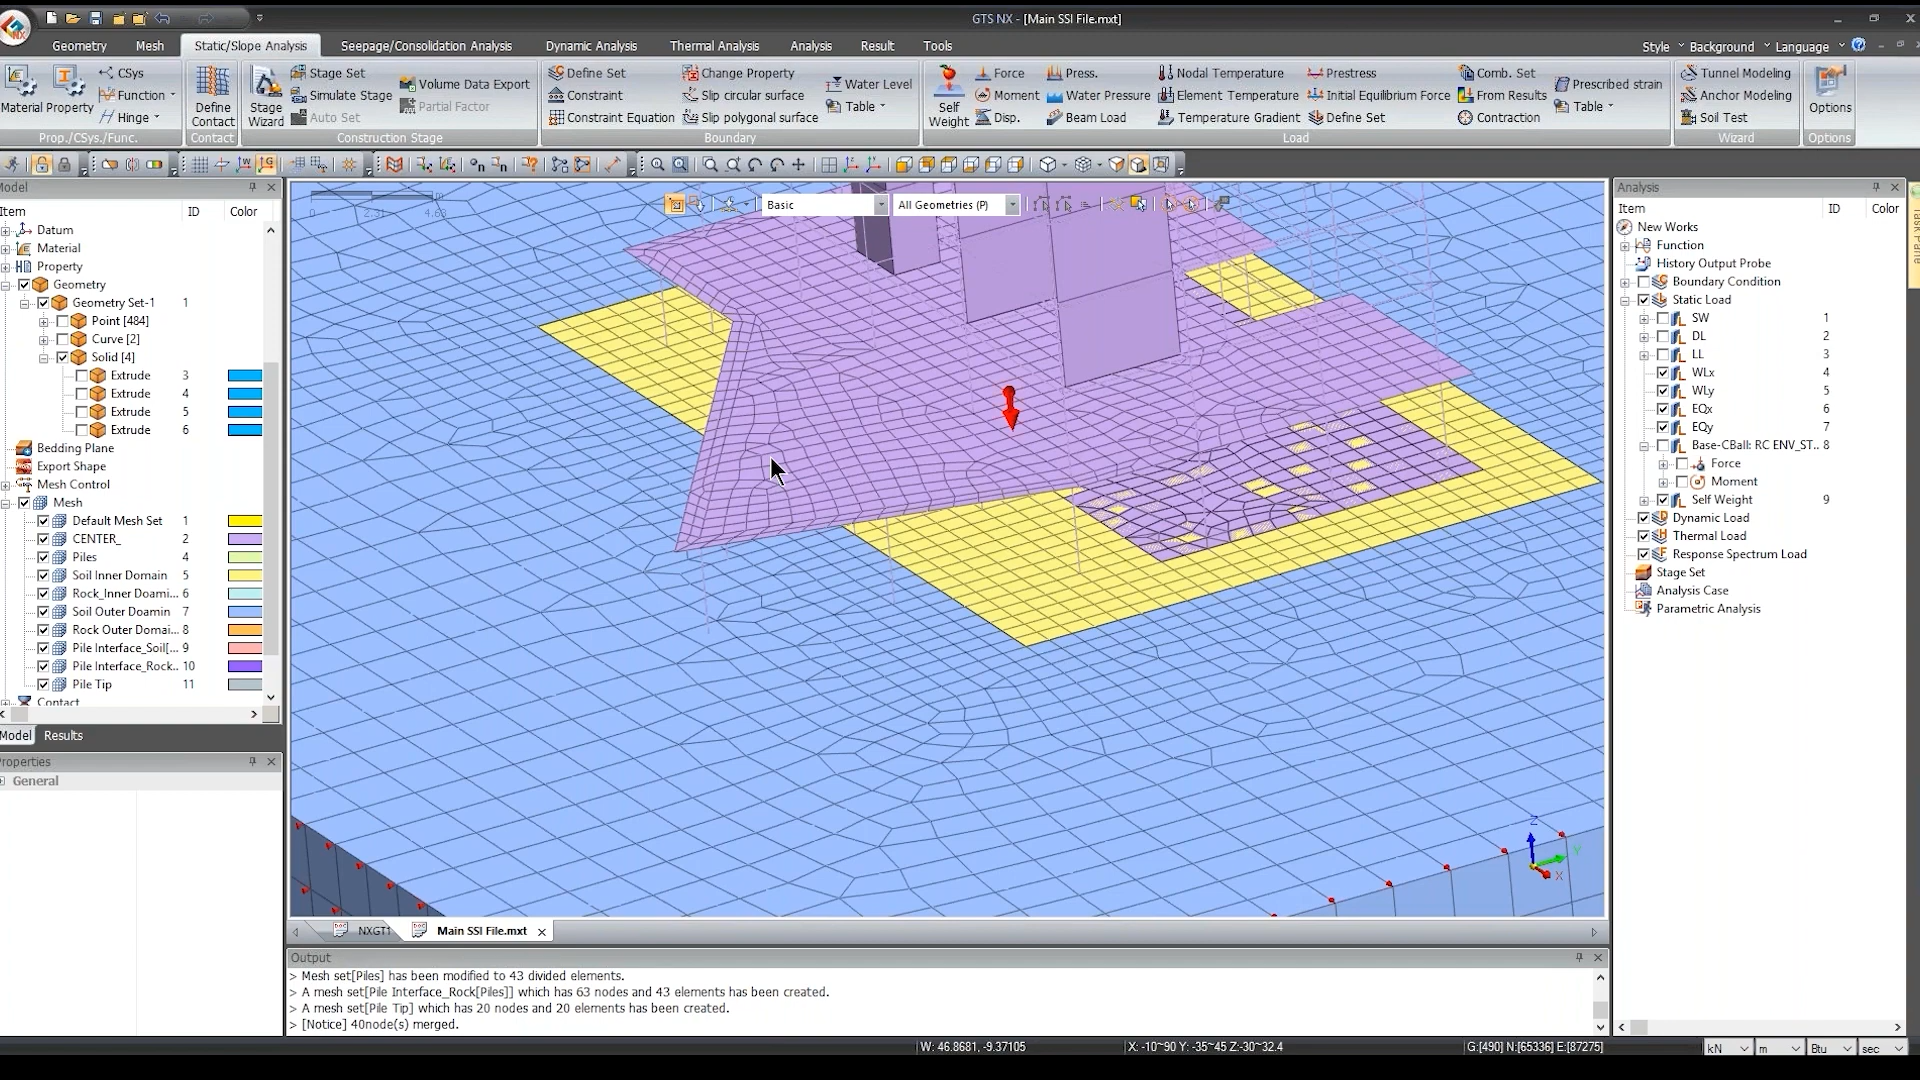 GTS NX - [Main SSI File.mxt]
Geometry Mesh Static/Slope Analysis Seepage/Consolidation Analysis Dynamic Analysis Thermal Analysis Analysis Result Tools
Style Background Language
Material Property CSys Function Hinge
Prop./CSys./Func.
Define Contact
Contact
Stage Wizard Stage Set Simulate Stage Auto Set Volume Data Export Partial Factor
Construction Stage
Define Set Constraint Constraint Equation Change Property Slip circular surface Slip polygonal surface Water Level Table
Boundary
Self Weight Force Moment Disp. Press. Water Pressure Beam Load Nodal Temperature Element Temperature Temperature Gradient Prestress Initial Equilibrium Force Define Set Comb. Set From Results Contraction Prescribed strain Table
Load
Tunnel Modeling Anchor Modeling Soil Test
Wizard
Options
Options
Model
Item ID Color
Datum
Material
Property
Geometry
Geometry Set-1 1
Point [484]
Curve [2]
Solid [4]
Extrude 3
Extrude 4
Extrude 5
Extrude 6
Bedding Plane
Export Shape
Mesh Control
Mesh
Default Mesh Set 1
CENTER_ 2
Piles 4
Soil Inner Domain 5
Rock_Inner Doami... 6
Soil Outer Doamin 7
Rock Outer Domai... 8
Pile Interface_Soil[... 9
Pile Interface_Rock.. 10
Pile Tip 11
Contact
Model Results
Properties
General
0 2.31 4.63 m
Basic All Geometries (P)
Z
Y
X
NXGT1 Main SSI File.mxt
Output
> Mesh set[Piles] has been modified to 43 divided elements.
> A mesh set[Pile Interface_Rock[Piles]] which has 63 nodes and 43 elements has been created.
> A mesh set[Pile Tip] which has 20 nodes and 20 elements has been created.
> [Notice] 40node(s) merged.
Analysis
Item ID Color
New Works
Function
History Output Probe
Boundary Condition
Static Load
SW 1
DL 2
LL 3
WLx 4
WLy 5
EQx 6
EQy 7
Base-CBall: RC ENV_ST.. 8
Force
Moment
Self Weight 9
Dynamic Load
Thermal Load
Response Spectrum Load
Stage Set
Analysis Case
Parametric Analysis
Task Pane
W: 46.8681, -9.37105 X: -10~90 Y: -35~45 Z:-30~32.4 G:[490] N:[65336] E:[87275] kN m Btu sec